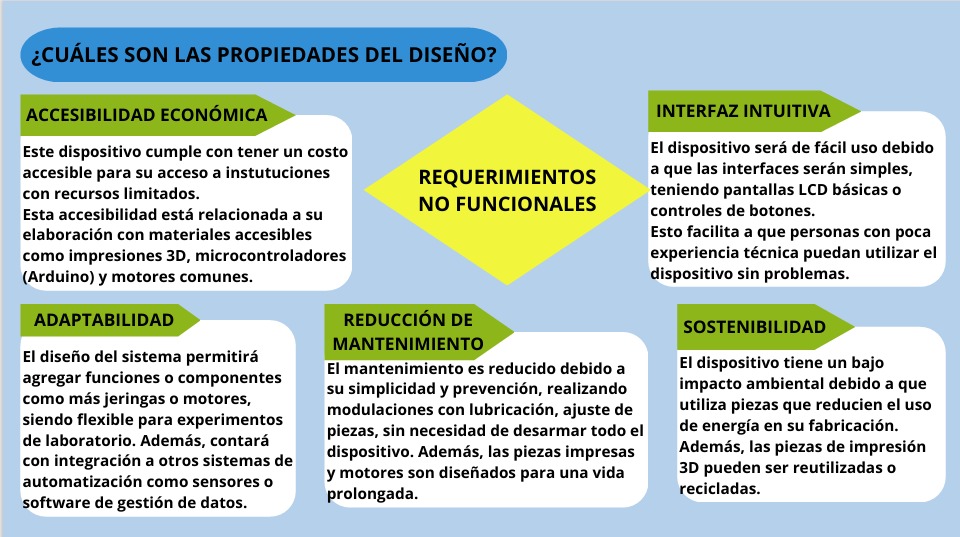 ¿CUÁLES SON LAS PROPIEDADES DEL DISEÑO?
ACCESIBILIDAD ECONÓMICA
Este dispositivo cumple con tener un costo
accesible para su acceso a instutuciones
con recursos limitados.
Esta accesibilidad está relacionada a su
elaboración con materiales accesibles
como impresiones 3D, microcontroladores
(Arduino) y motores comunes.
REQUERIMIENTOS
NO FUNCIONALES
INTERFAZ INTUITIVA
El dispositivo será de fácil uso debido
a que las interfaces serán simples,
teniendo pantallas LCD básicas o
controles de botones.
Esto facilita a que personas con poca
experiencia técnica puedan utilizar el
dispositivo sin problemas.
ADAPTABILIDAD
El diseño del sistema permitirá
agregar funciones o componentes
como más jeringas o motores,
siendo flexible para experimentos
de laboratorio. Además, contará
con integración a otros sistemas de
automatización como sensores o
software de gestión de datos.
REDUCCIÓN DE
MANTENIMIENTO
El mantenimiento es reducido debido a
su simplicidad y prevención, realizando
modulaciones con lubricación, ajuste de
piezas, sin necesidad de desarmar todo el
dispositivo. Además, las piezas impresas
y motores son diseñados para una vida
prolongada.
SOSTENIBILIDAD
El dispositivo tiene un bajo
impacto ambiental debido a que
utiliza piezas que reducien el uso
de energía en su fabricación.
Además, las piezas de impresión
3D pueden ser reutilizadas o
recicladas.